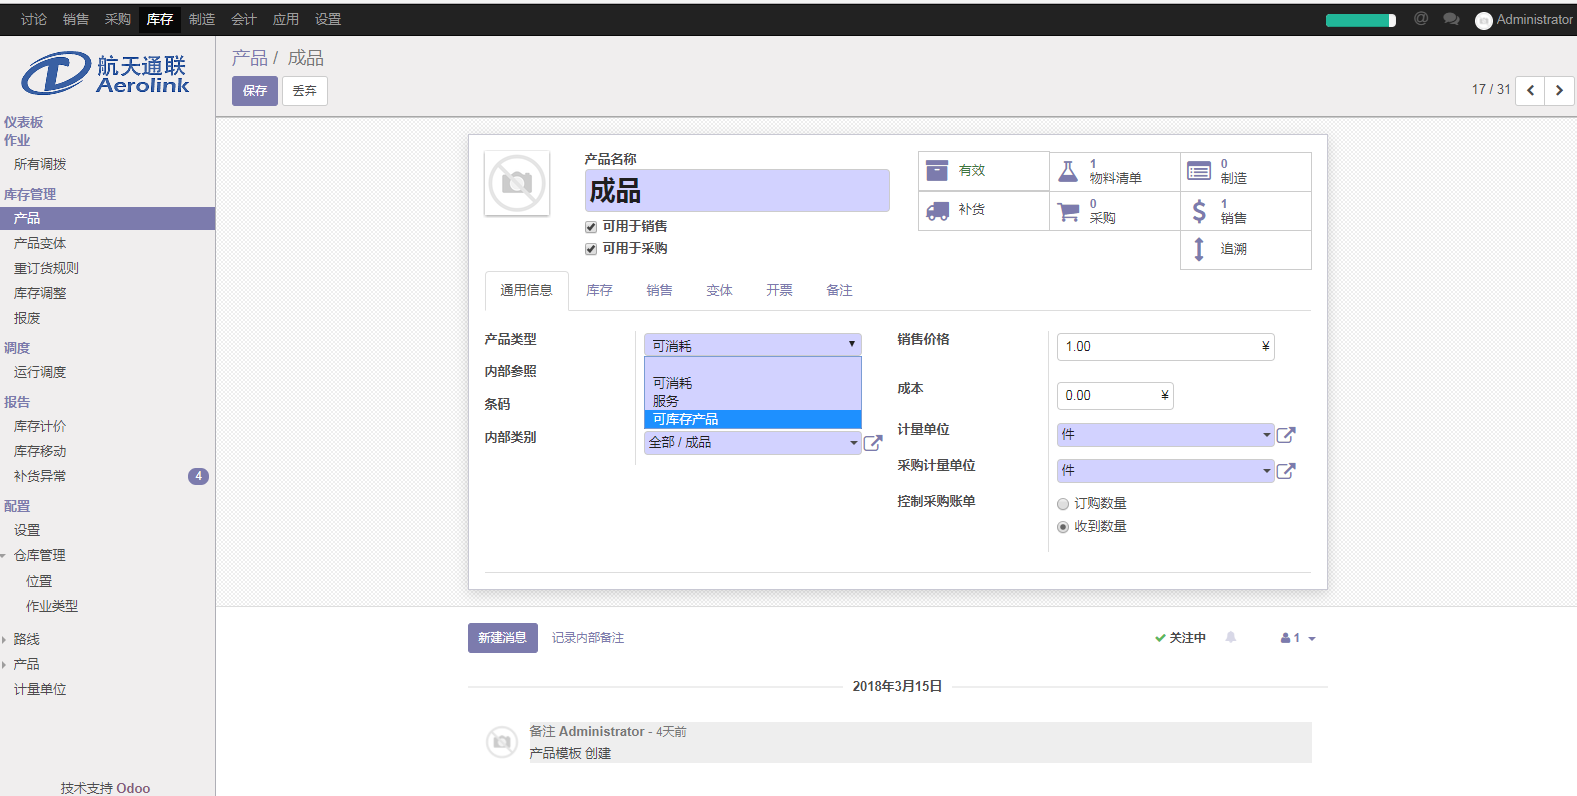 讨论 销售 采购 库存 制造 会计 应用 设置 @ Administrator
航天通联
Aerolink
仪表板
作业
所有调拨
库存管理
产品
产品变体
重订货规则
库存调整
报废
调度
运行调度
报告
库存计价
库存移动
补货异常 4
配置
设置
仓库管理
位置
作业类型
路线
产品
计量单位
技术支持 Odoo
产品 / 成品
保存 丢弃
17 / 31
产品名称
成品
可用于销售
可用于采购
有效
1
物料清单
0
制造
补货
0
采购
1
销售
追溯
通用信息 库存 销售 变体 开票 备注
产品类型 可消耗
可消耗
服务
可库存产品
内部参照
条码
内部类别 全部 / 成品
销售价格 1.00 ¥
成本 0.00 ¥
计量单位 件
采购计量单位 件
控制采购账单 订购数量
收到数量
新建消息 记录内部备注 关注中 1
2018年3月15日
备注 Administrator - 4天前
产品模板 创建